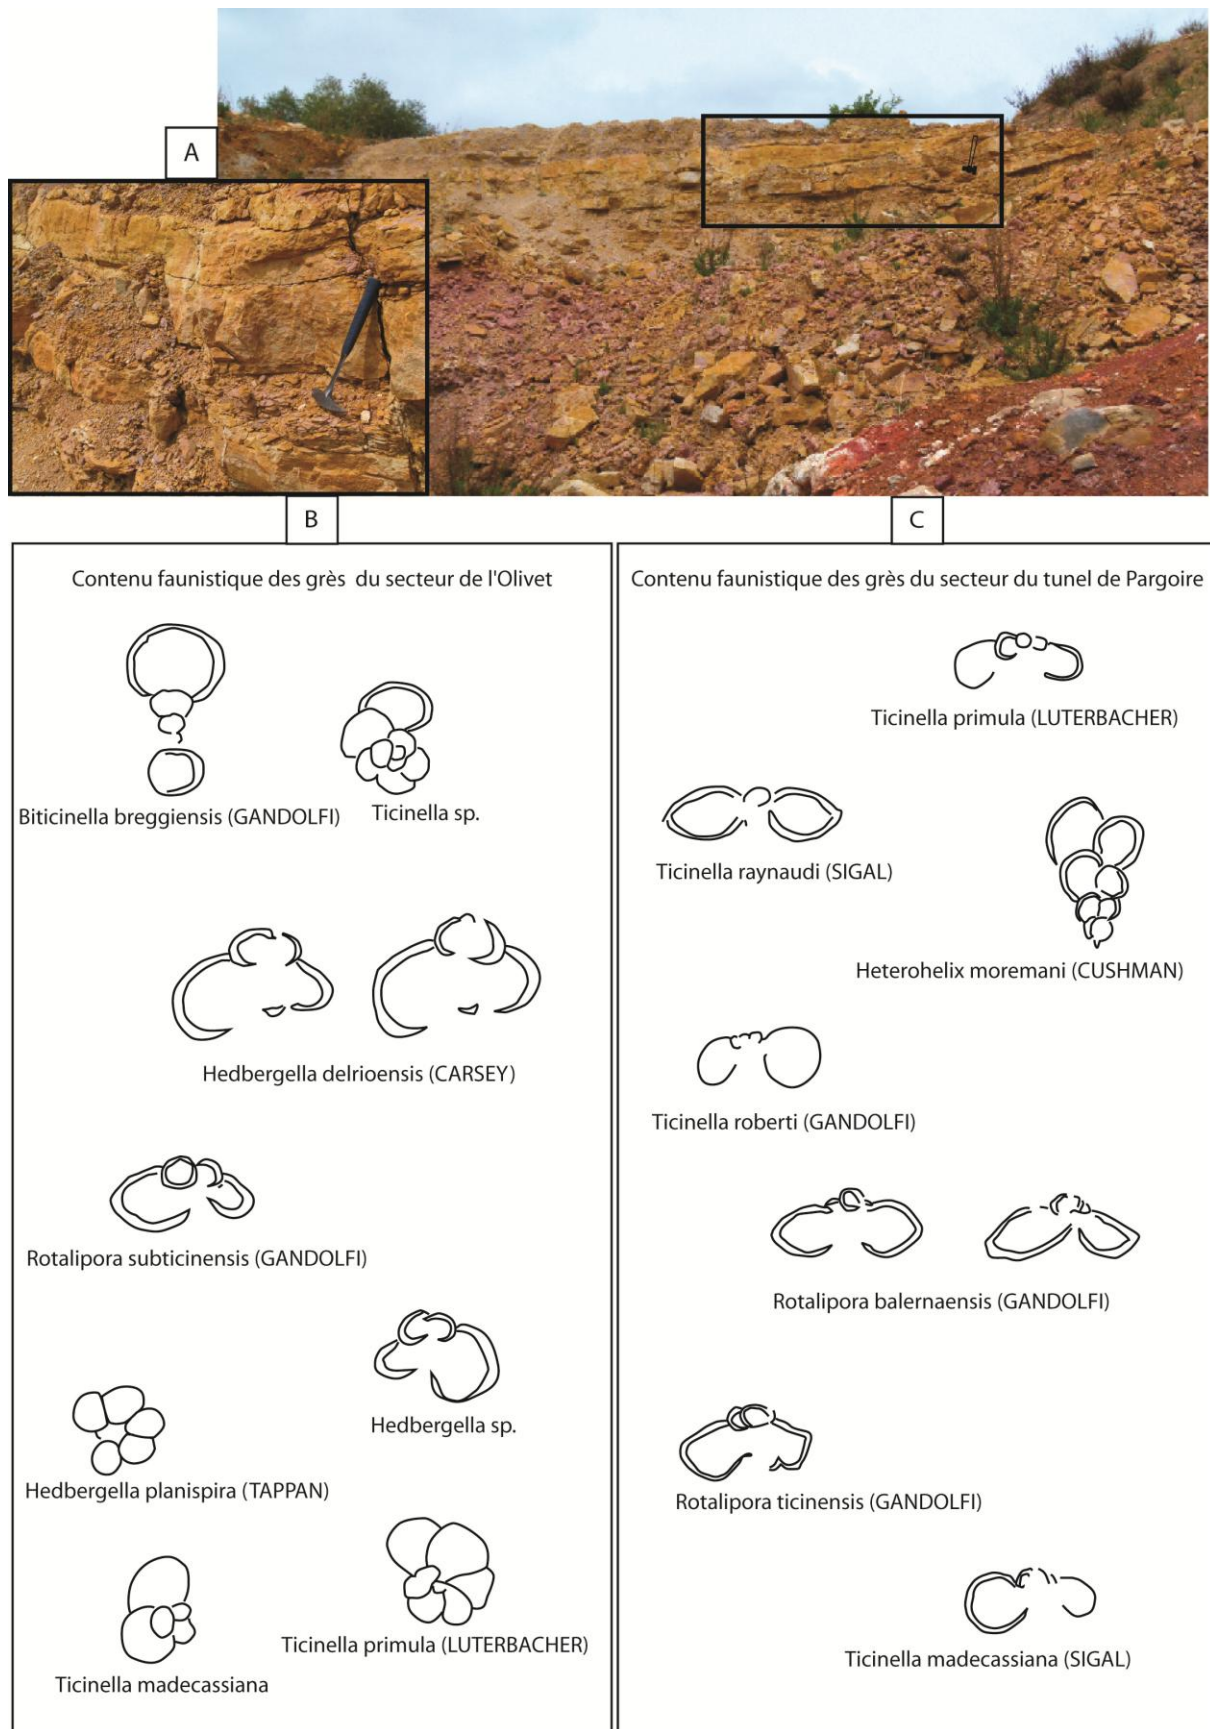 A
B
C
Contenu faunistique des grès du secteur de l'Olivet
Biticinella breggiensis (GANDOLFI)
Ticinella sp.
Hedbergella delrioensis (CARSEY)
Rotalipora subticinensis (GANDOLFI)
Hedbergella sp.
Hedbergella planispira (TAPPAN)
Ticinella primula (LUTERBACHER)
Ticinella madecassiana
Contenu faunistique des grès du secteur du tunel de Pargoire
Ticinella primula (LUTERBACHER)
Ticinella raynaudi (SIGAL)
Heterohelix moremani (CUSHMAN)
Ticinella roberti (GANDOLFI)
Rotalipora balernaensis (GANDOLFI)
Rotalipora ticinensis (GANDOLFI)
Ticinella madecassiana (SIGAL)